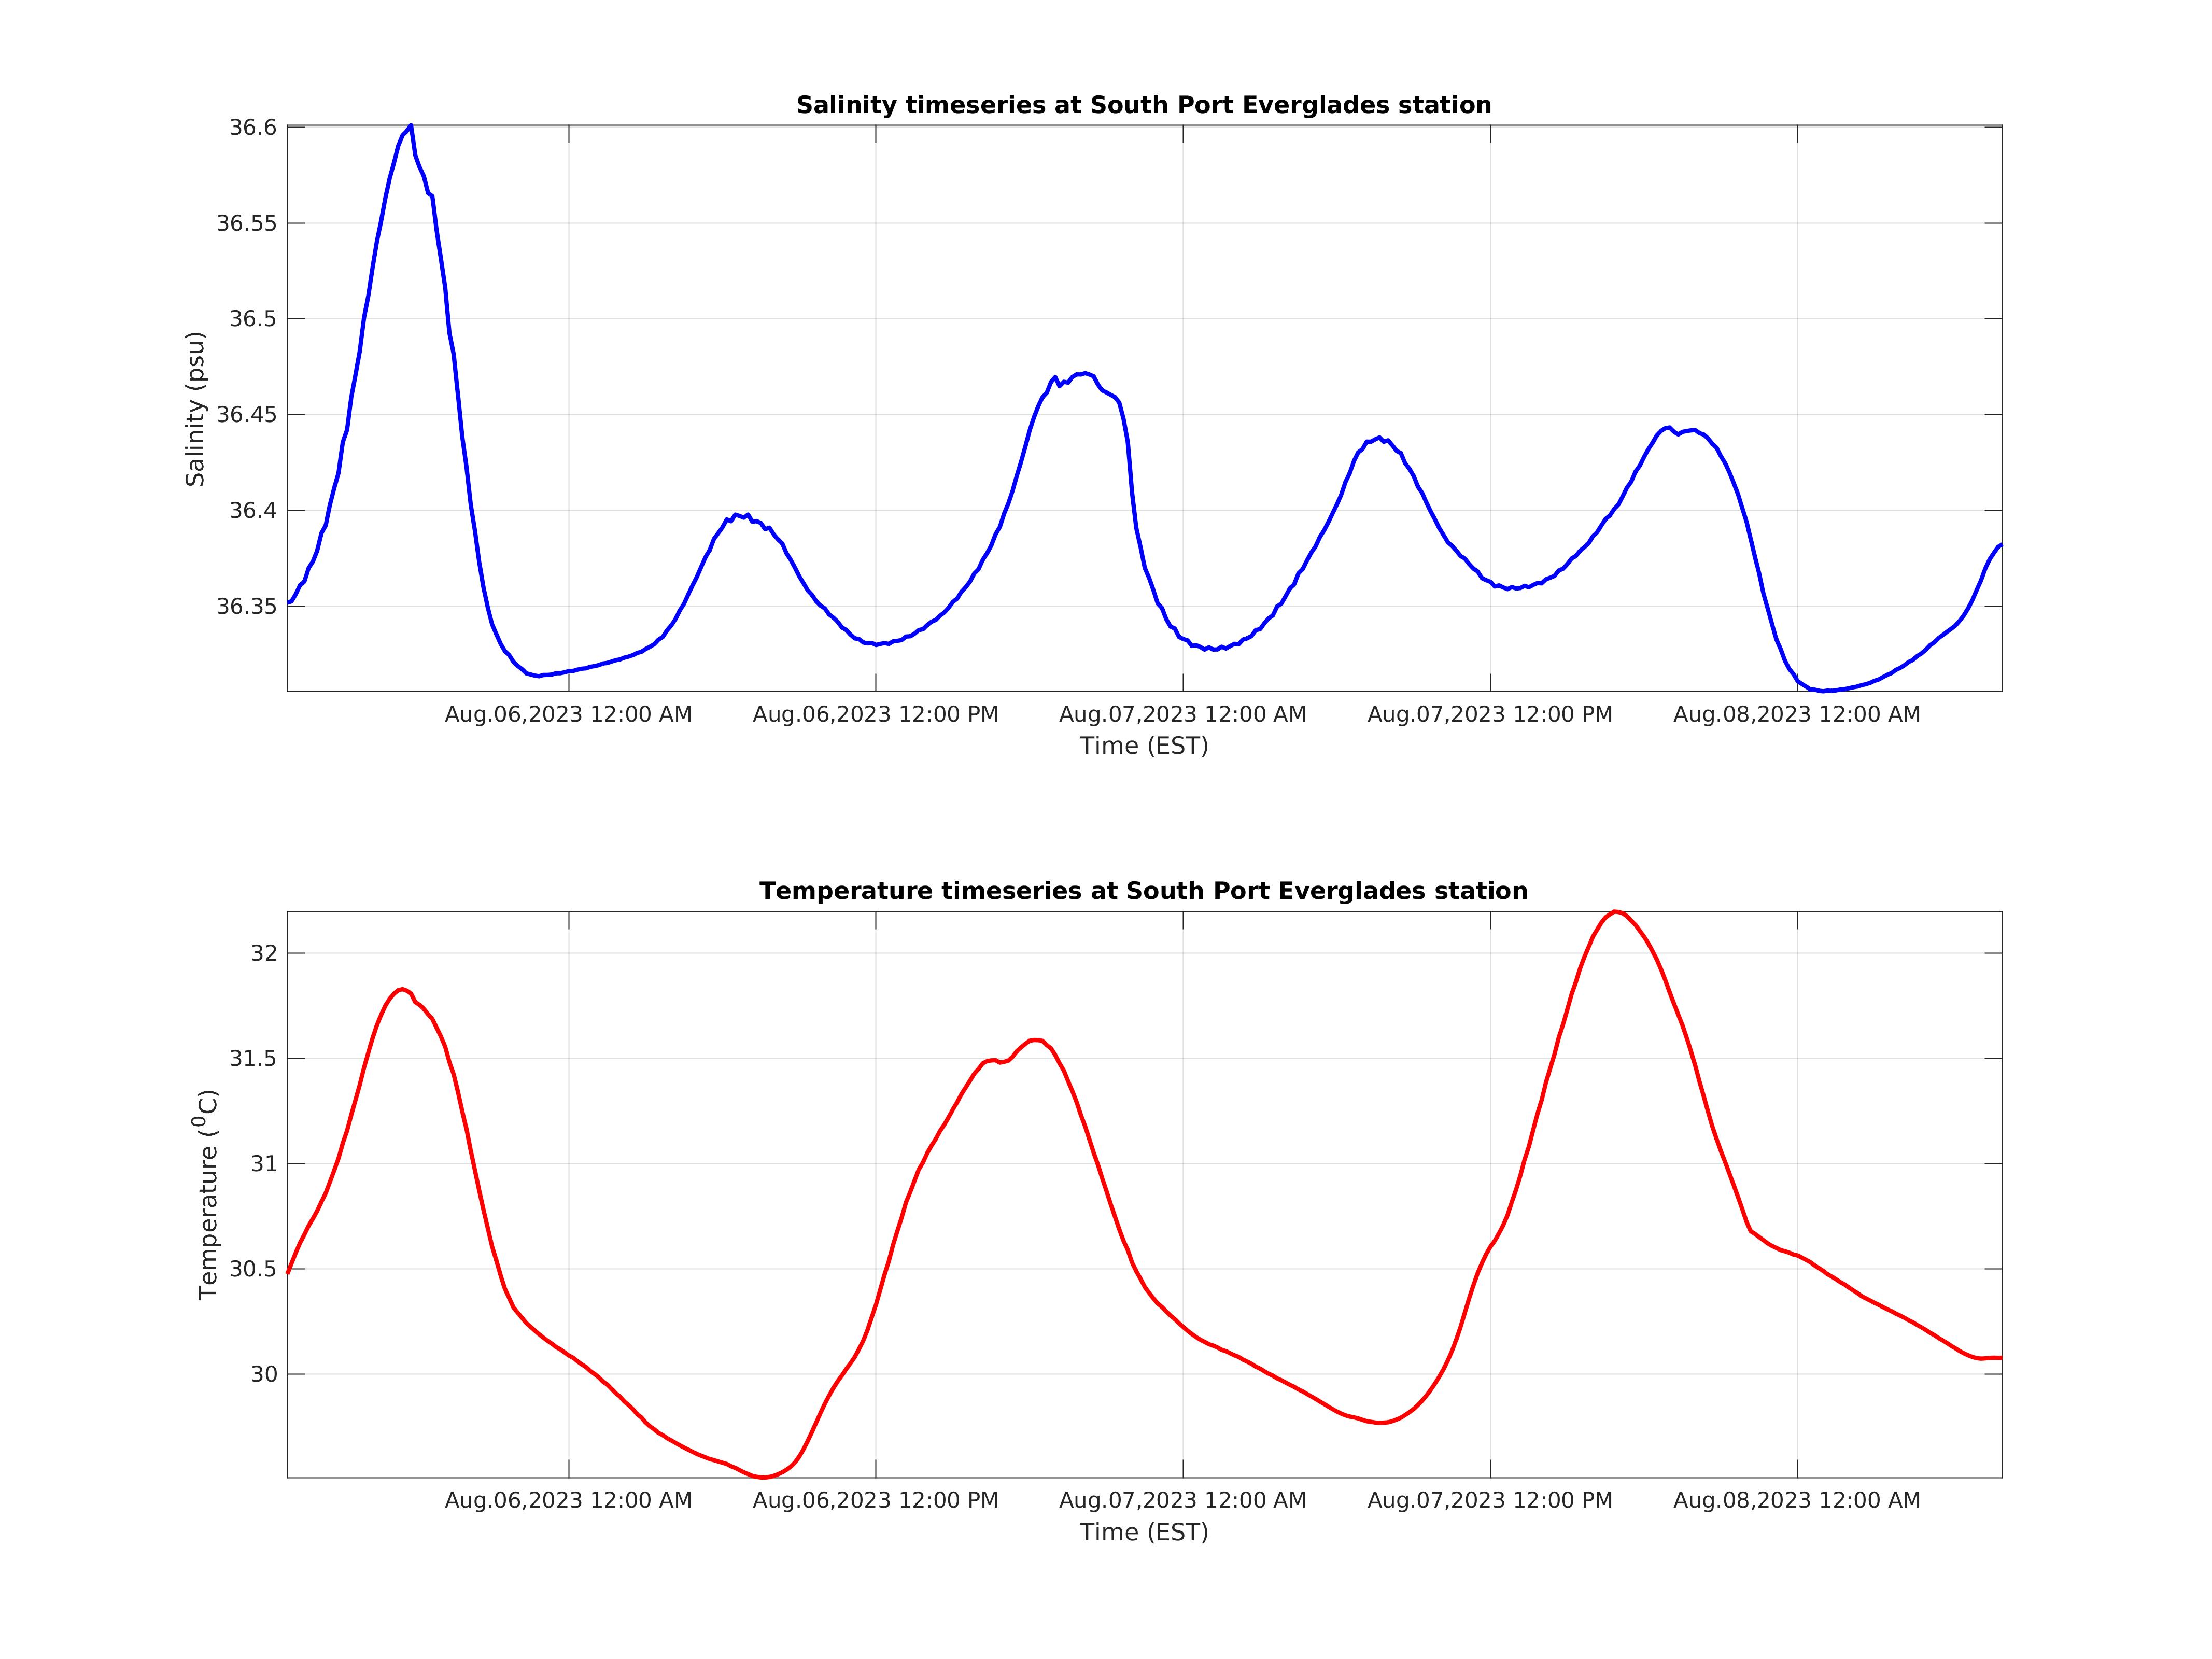 Salinity timeseries at South Port Everglades station
36.6
36.55
36.5
36.45
36.4
36.35
Salinity (psu)
Aug.06,2023 12:00 AM Aug.06,2023 12:00 PM Aug.07,2023 12:00 AM Aug.07,2023 12:00 PM Aug.08,2023 12:00 AM
Time (EST)
Temperature timeseries at South Port Everglades station
32
31.5
31
30.5
30
Temperature (⁰C)
Aug.06,2023 12:00 AM Aug.06,2023 12:00 PM Aug.07,2023 12:00 AM Aug.07,2023 12:00 PM Aug.08,2023 12:00 AM
Time (EST)